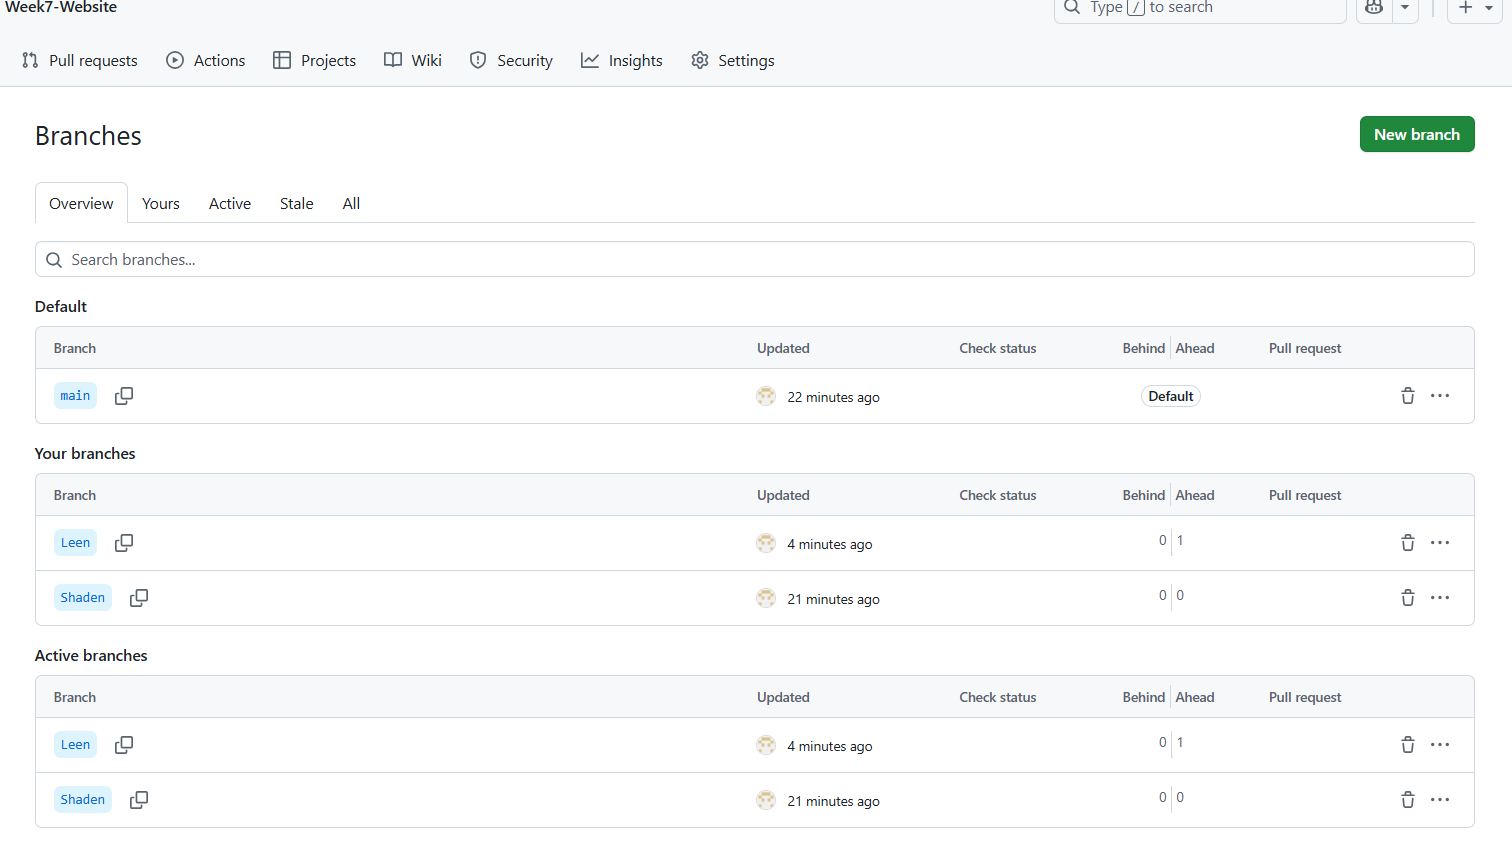 Week7-Website
Type / to search
Pull requests Actions Projects Wiki Security Insights Settings
Branches
New branch
Overview Yours Active Stale All
Search branches...
Default
Branch Updated Check status Behind Ahead Pull request
main 22 minutes ago Default
Your branches
Branch Updated Check status Behind Ahead Pull request
Leen 4 minutes ago 0 1
Shaden 21 minutes ago 0 0
Active branches
Branch Updated Check status Behind Ahead Pull request
Leen 4 minutes ago 0 1
Shaden 21 minutes ago 0 0